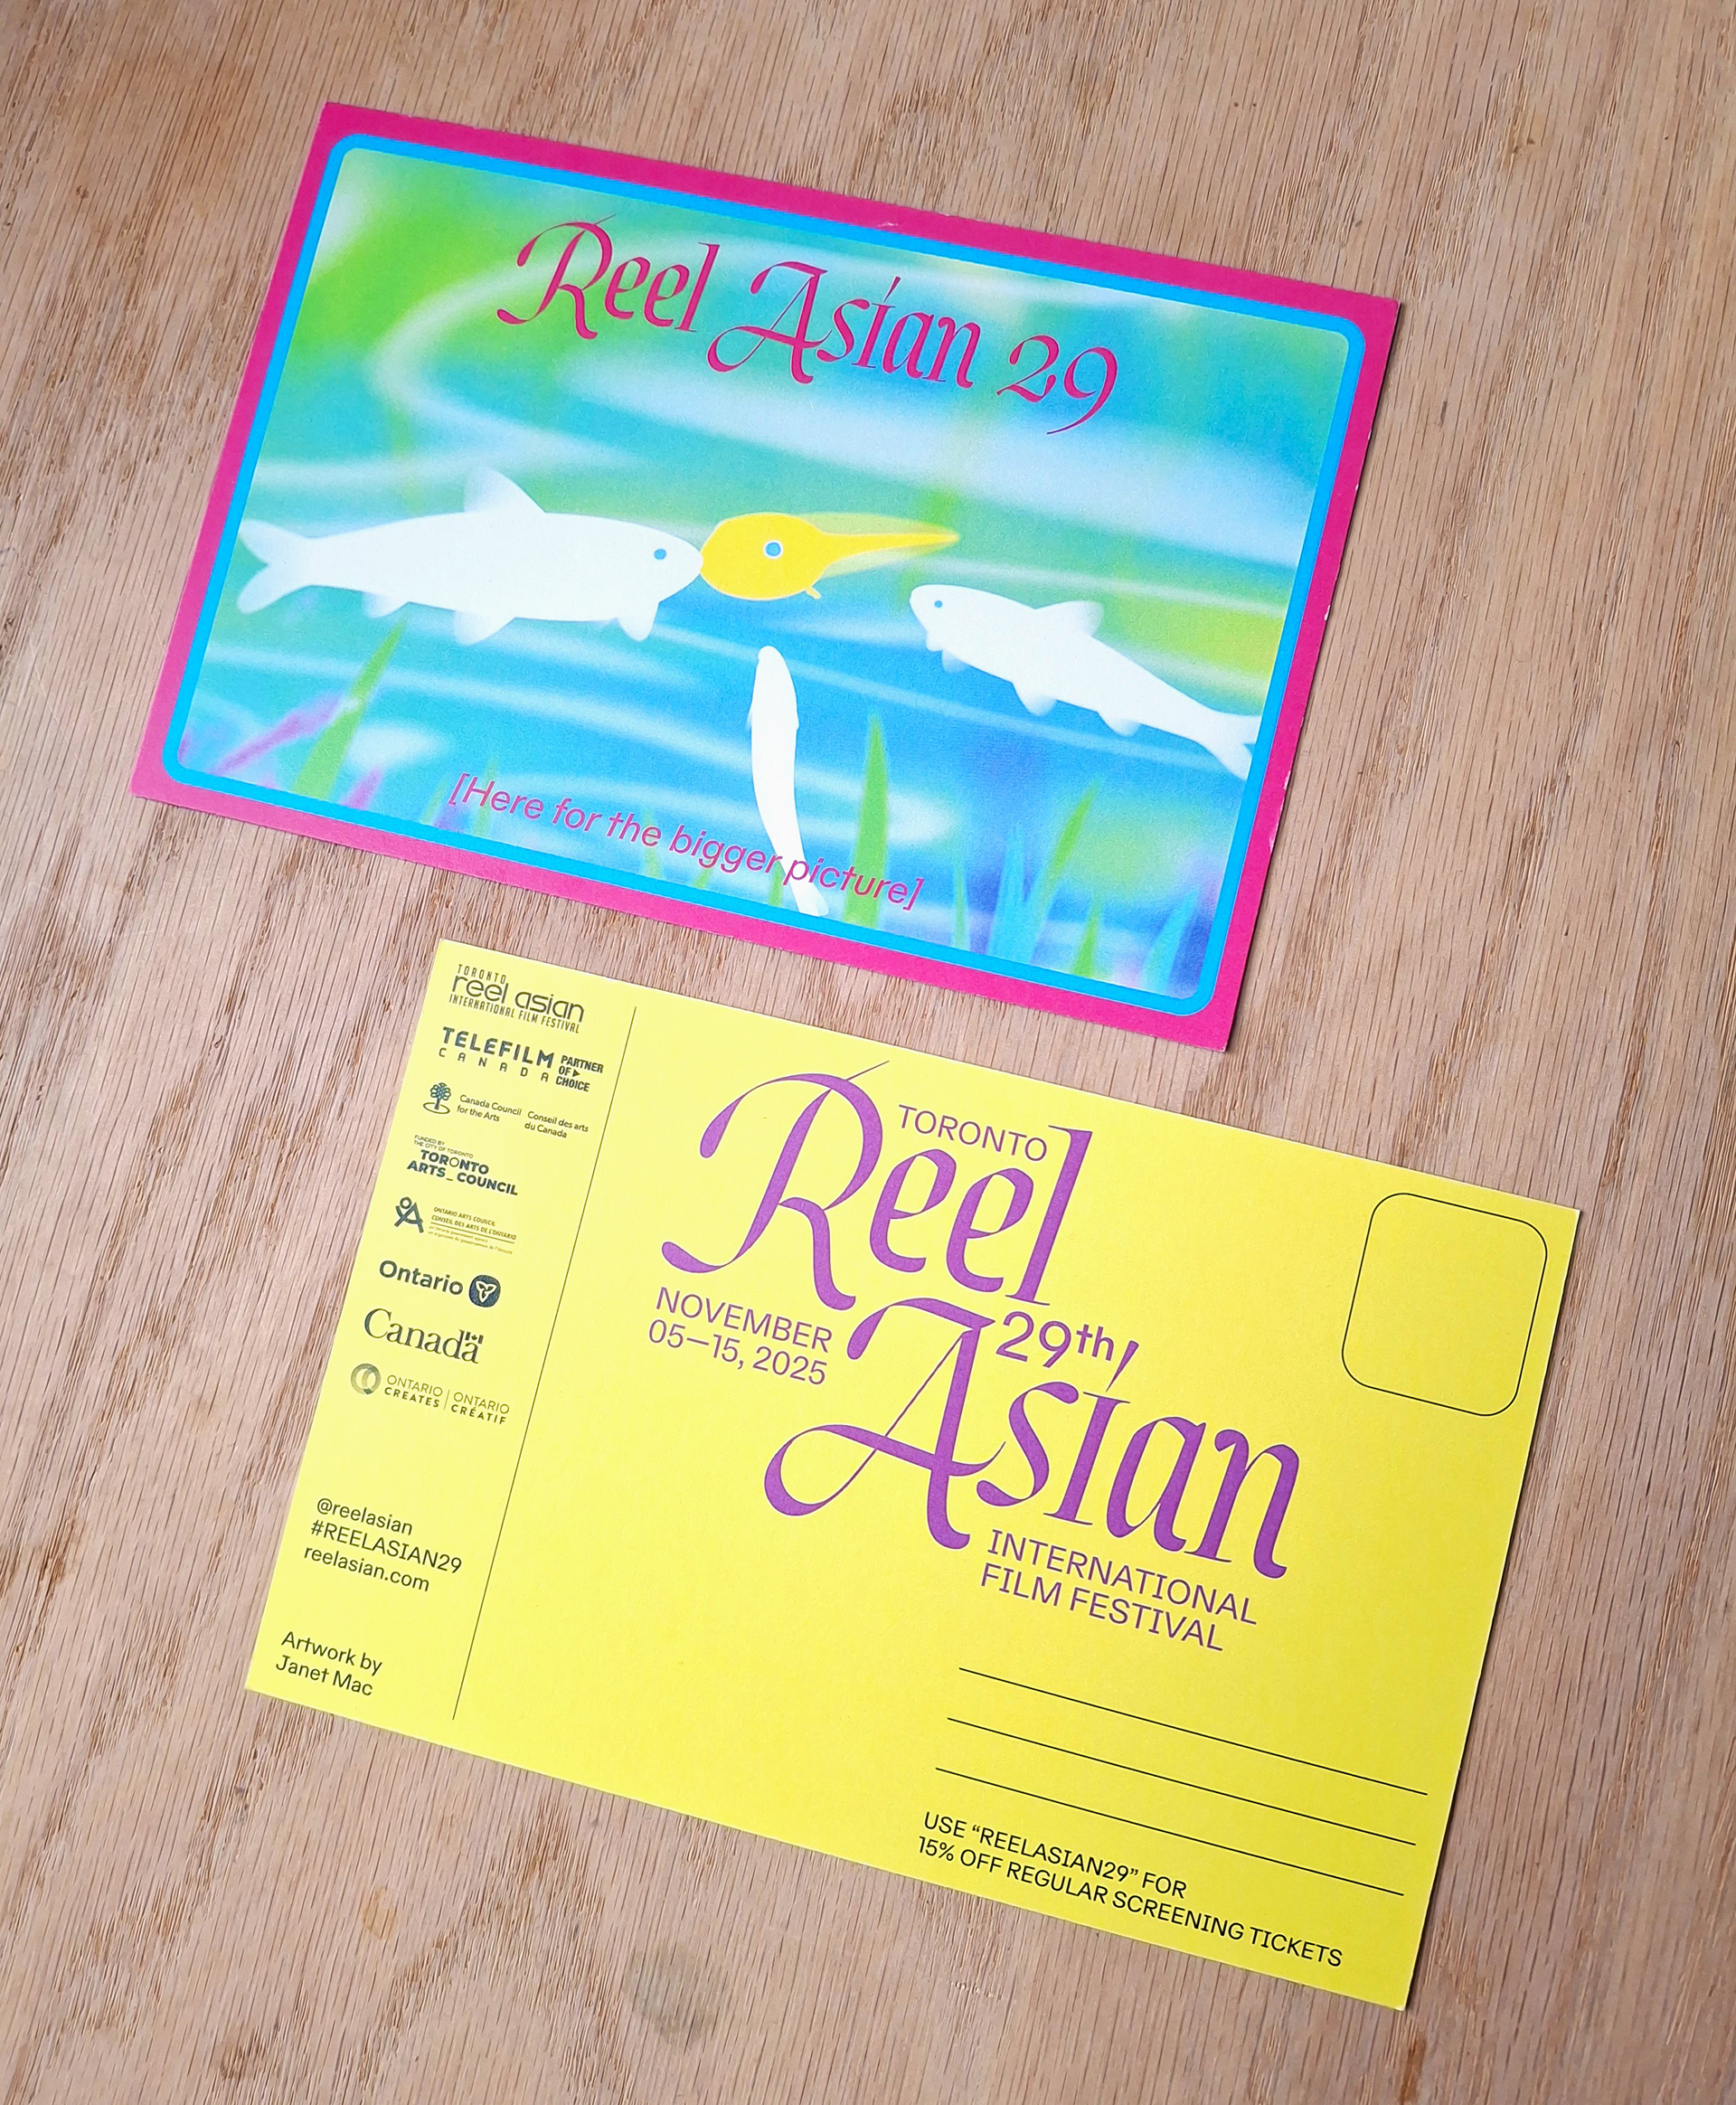 Reel Asian 29
[Here for the bigger picture]
TORONTO
reel asian
INTERNATIONAL FILM FESTIVAL
TELEFILM
CANADA
PARTNER
OF
CHOICE
Canada Council
for the Arts
Conseil des arts
du Canada
FUNDED BY
THE CITY OF TORONTO
TORONTO
ARTS_COUNCIL
ONTARIO ARTS COUNCIL
CONSEIL DES ARTS DE L'ONTARIO
Ontario
Canada
ONTARIO
CREATES
ONTARIO
CRÉATIF
@reelasian
#REELASIAN29
reelasian.com
Artwork by
Janet Mac
TORONTO
Reel
NOVEMBER
05—15, 2025
29th
Asian
INTERNATIONAL
FILM FESTIVAL
USE “REELASIAN29” FOR
15% OFF REGULAR SCREENING TICKETS